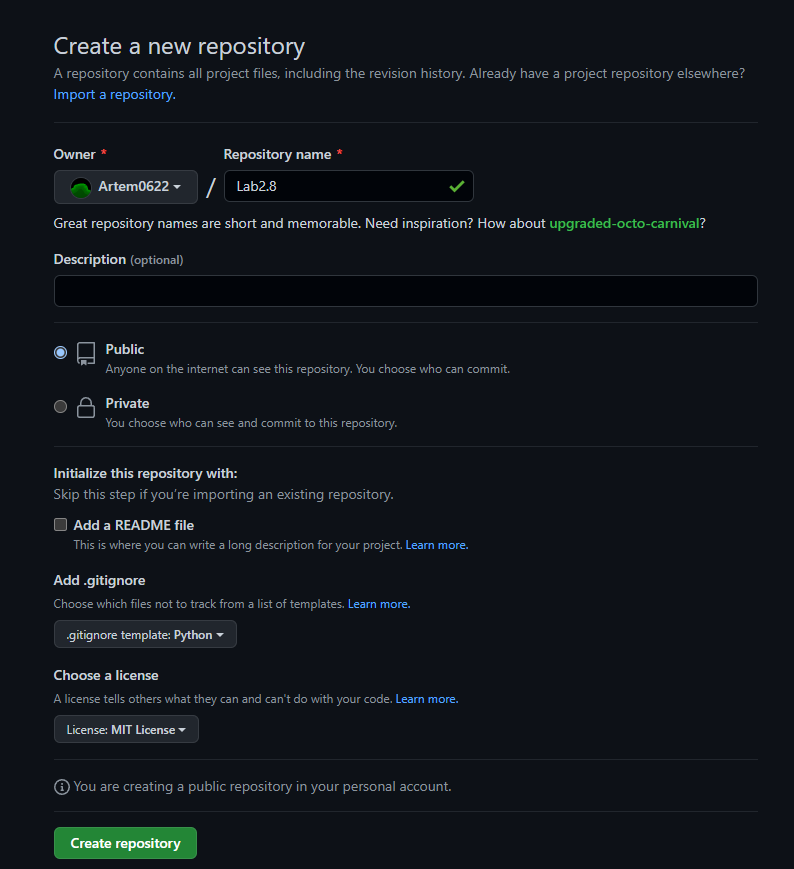 Create a new repository
A repository contains all project files, including the revision history. Already have a project repository elsewhere?
Import a repository.
Owner * Repository name *
Artem0622 / Lab2.8
Great repository names are short and memorable. Need inspiration? How about upgraded-octo-carnival?
Description (optional)
Public
Anyone on the internet can see this repository. You choose who can commit.
Private
You choose who can see and commit to this repository.
Initialize this repository with:
Skip this step if you’re importing an existing repository.
Add a README file
This is where you can write a long description for your project. Learn more.
Add .gitignore
Choose which files not to track from a list of templates. Learn more.
.gitignore template: Python
Choose a license
A license tells others what they can and can't do with your code. Learn more.
License: MIT License
You are creating a public repository in your personal account.
Create repository